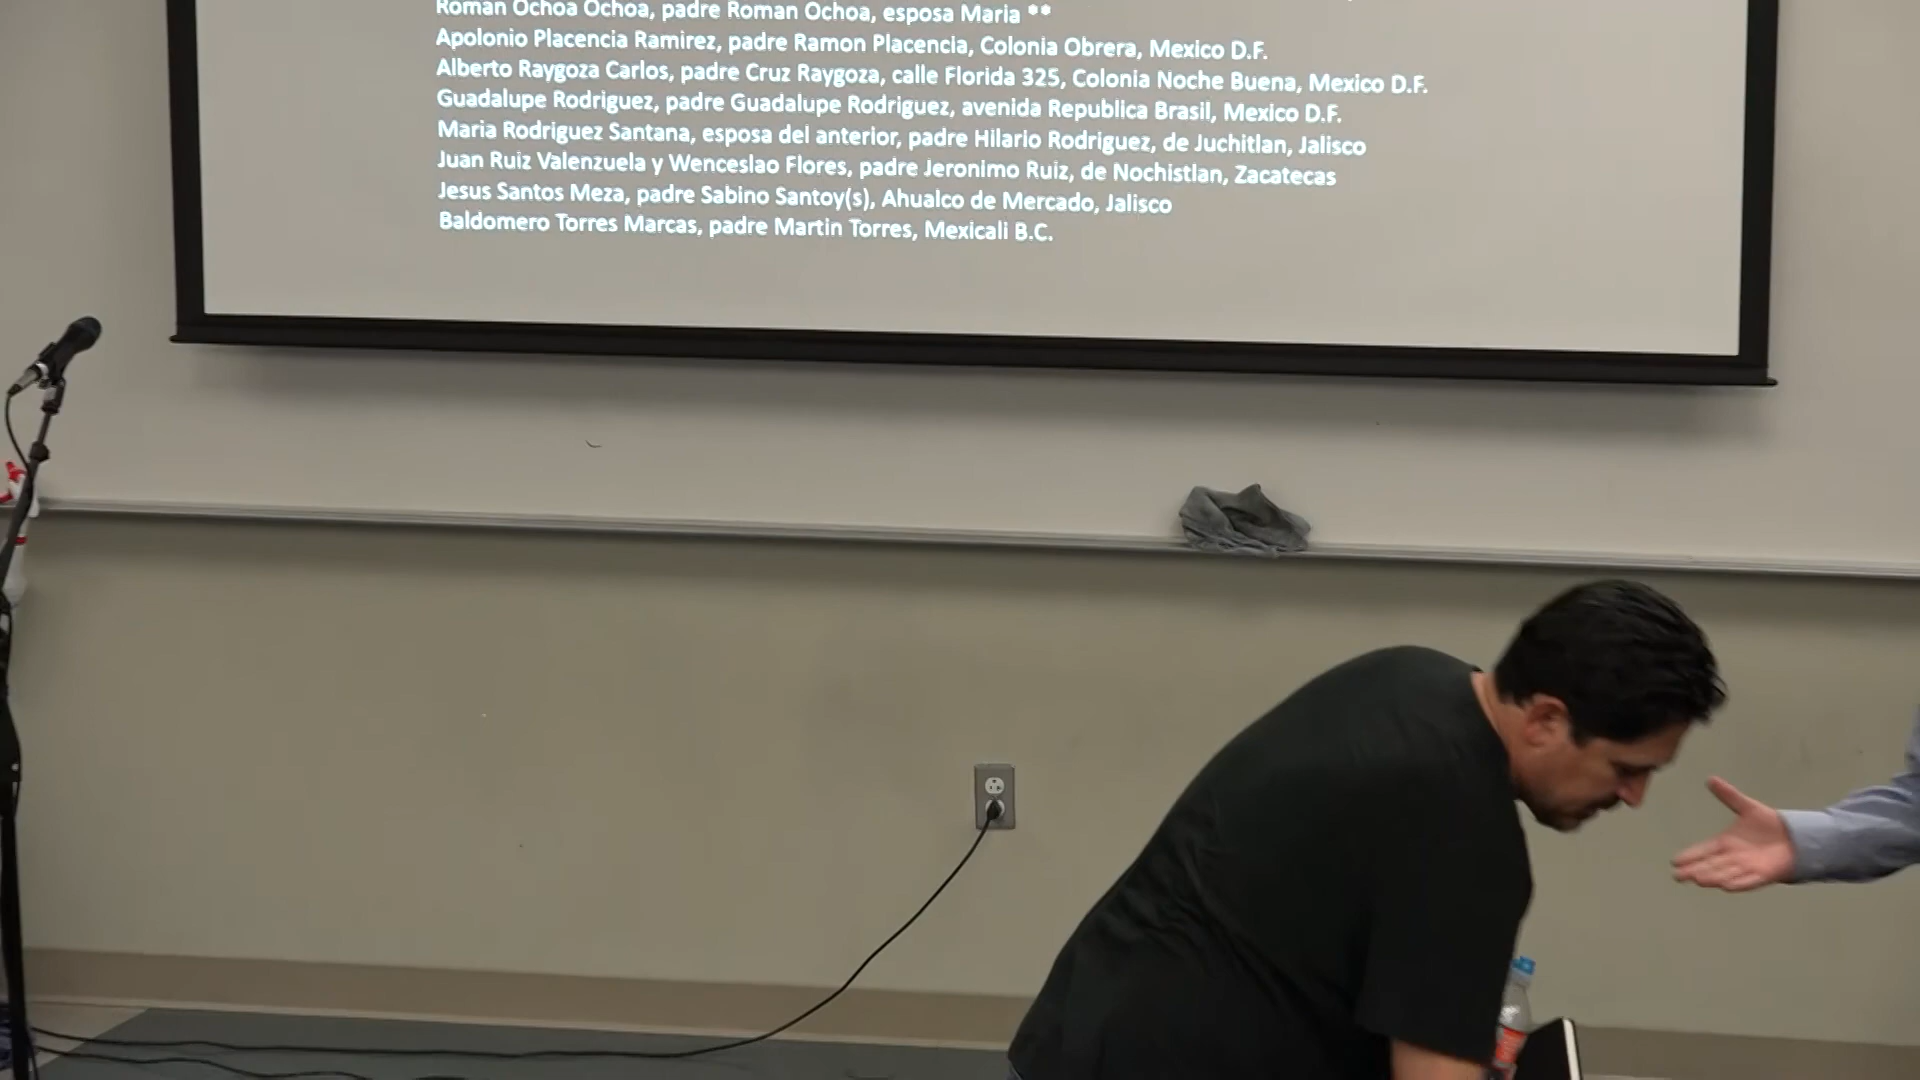 Roman Ochoa Ochoa, padre Roman Ochoa, esposa Maria **
Apolonio Placencia Ramirez, padre Ramon Placencia, Colonia Obrera, Mexico D.F.
Alberto Raygoza Carlos, padre Cruz Raygoza, calle Florida 325, Colonia Noche Buena, Mexico D.F.
Guadalupe Rodriguez, padre Guadalupe Rodriguez, avenida Republica Brasil, Mexico D.F.
Maria Rodriguez Santana, esposa del anterior, padre Hilario Rodriguez, de Juchitlan, Jalisco
Juan Ruiz Valenzuela y Wenceslao Flores, padre Jeronimo Ruiz, de Nochistlan, Zacatecas
Jesus Santos Meza, padre Sabino Santoy(s), Ahualco de Mercado, Jalisco
Baldomero Torres Marcas, padre Martin Torres, Mexicali B.C.